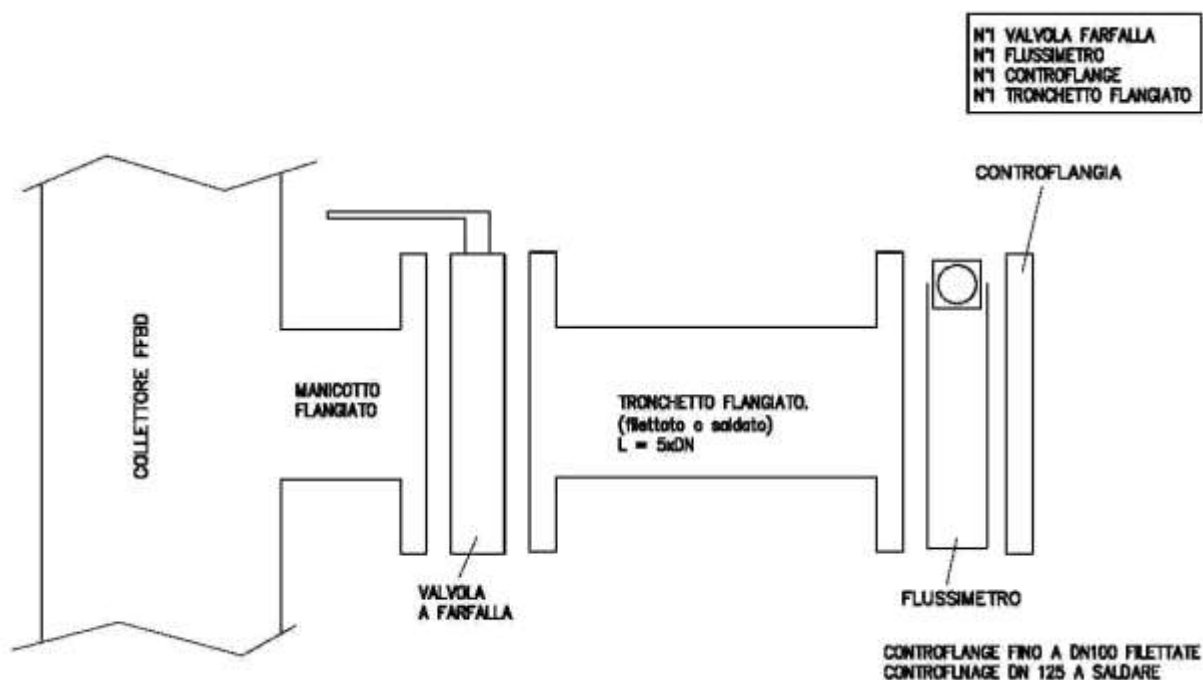 N°1 VALVOLA FARFALLA
N°1 FLUSSIMETRO
N°1 CONTROFLANGE
N°1 TRONCHETTO FLANGIATO
CONTROFLANGIA
COLLETTORE FFBD
MANICOTTO
FLANGIATO
TRONCHETTO FLANGIATO.
(filettato o saldato)
L = 5xDN
VALVOLA
A FARFALLA
FLUSSIMETRO
CONTROFLANGE FINO A DN100 FILETTATE
CONTROFLNAGE DN 125 A SALDARE